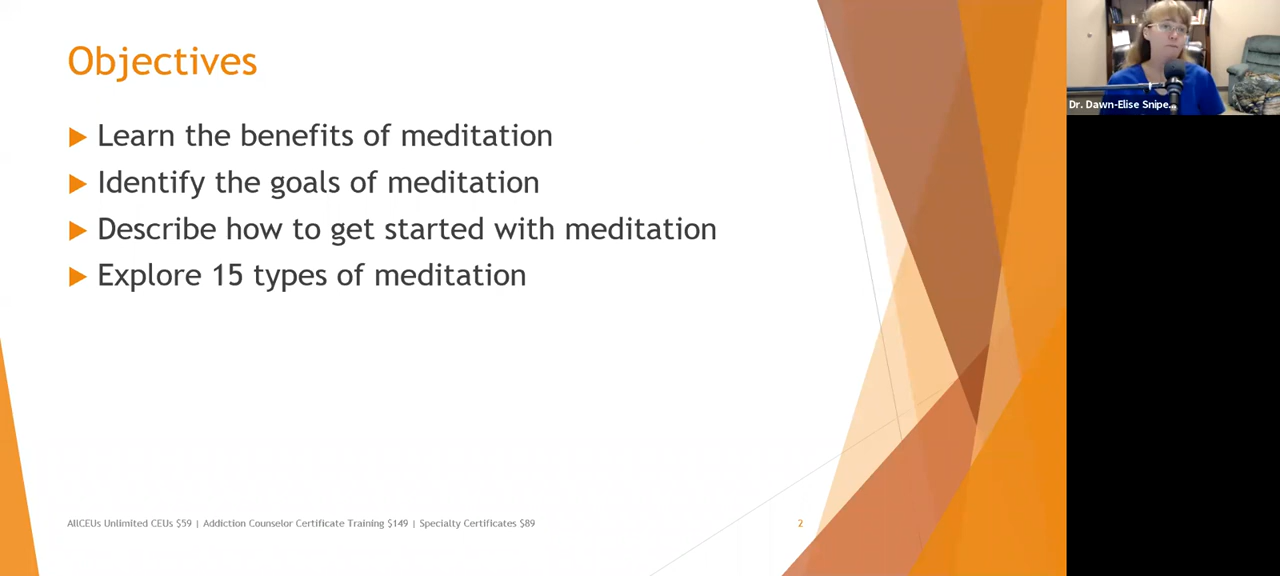 Objectives
Learn the benefits of meditation
Identify the goals of meditation
Describe how to get started with meditation
Explore 15 types of meditation
AllCEUs Unlimited CEUs $59 | Addiction Counselor Certificate Training $149 | Specialty Certificates $89
2
Dr. Dawn-Elise Snipe...